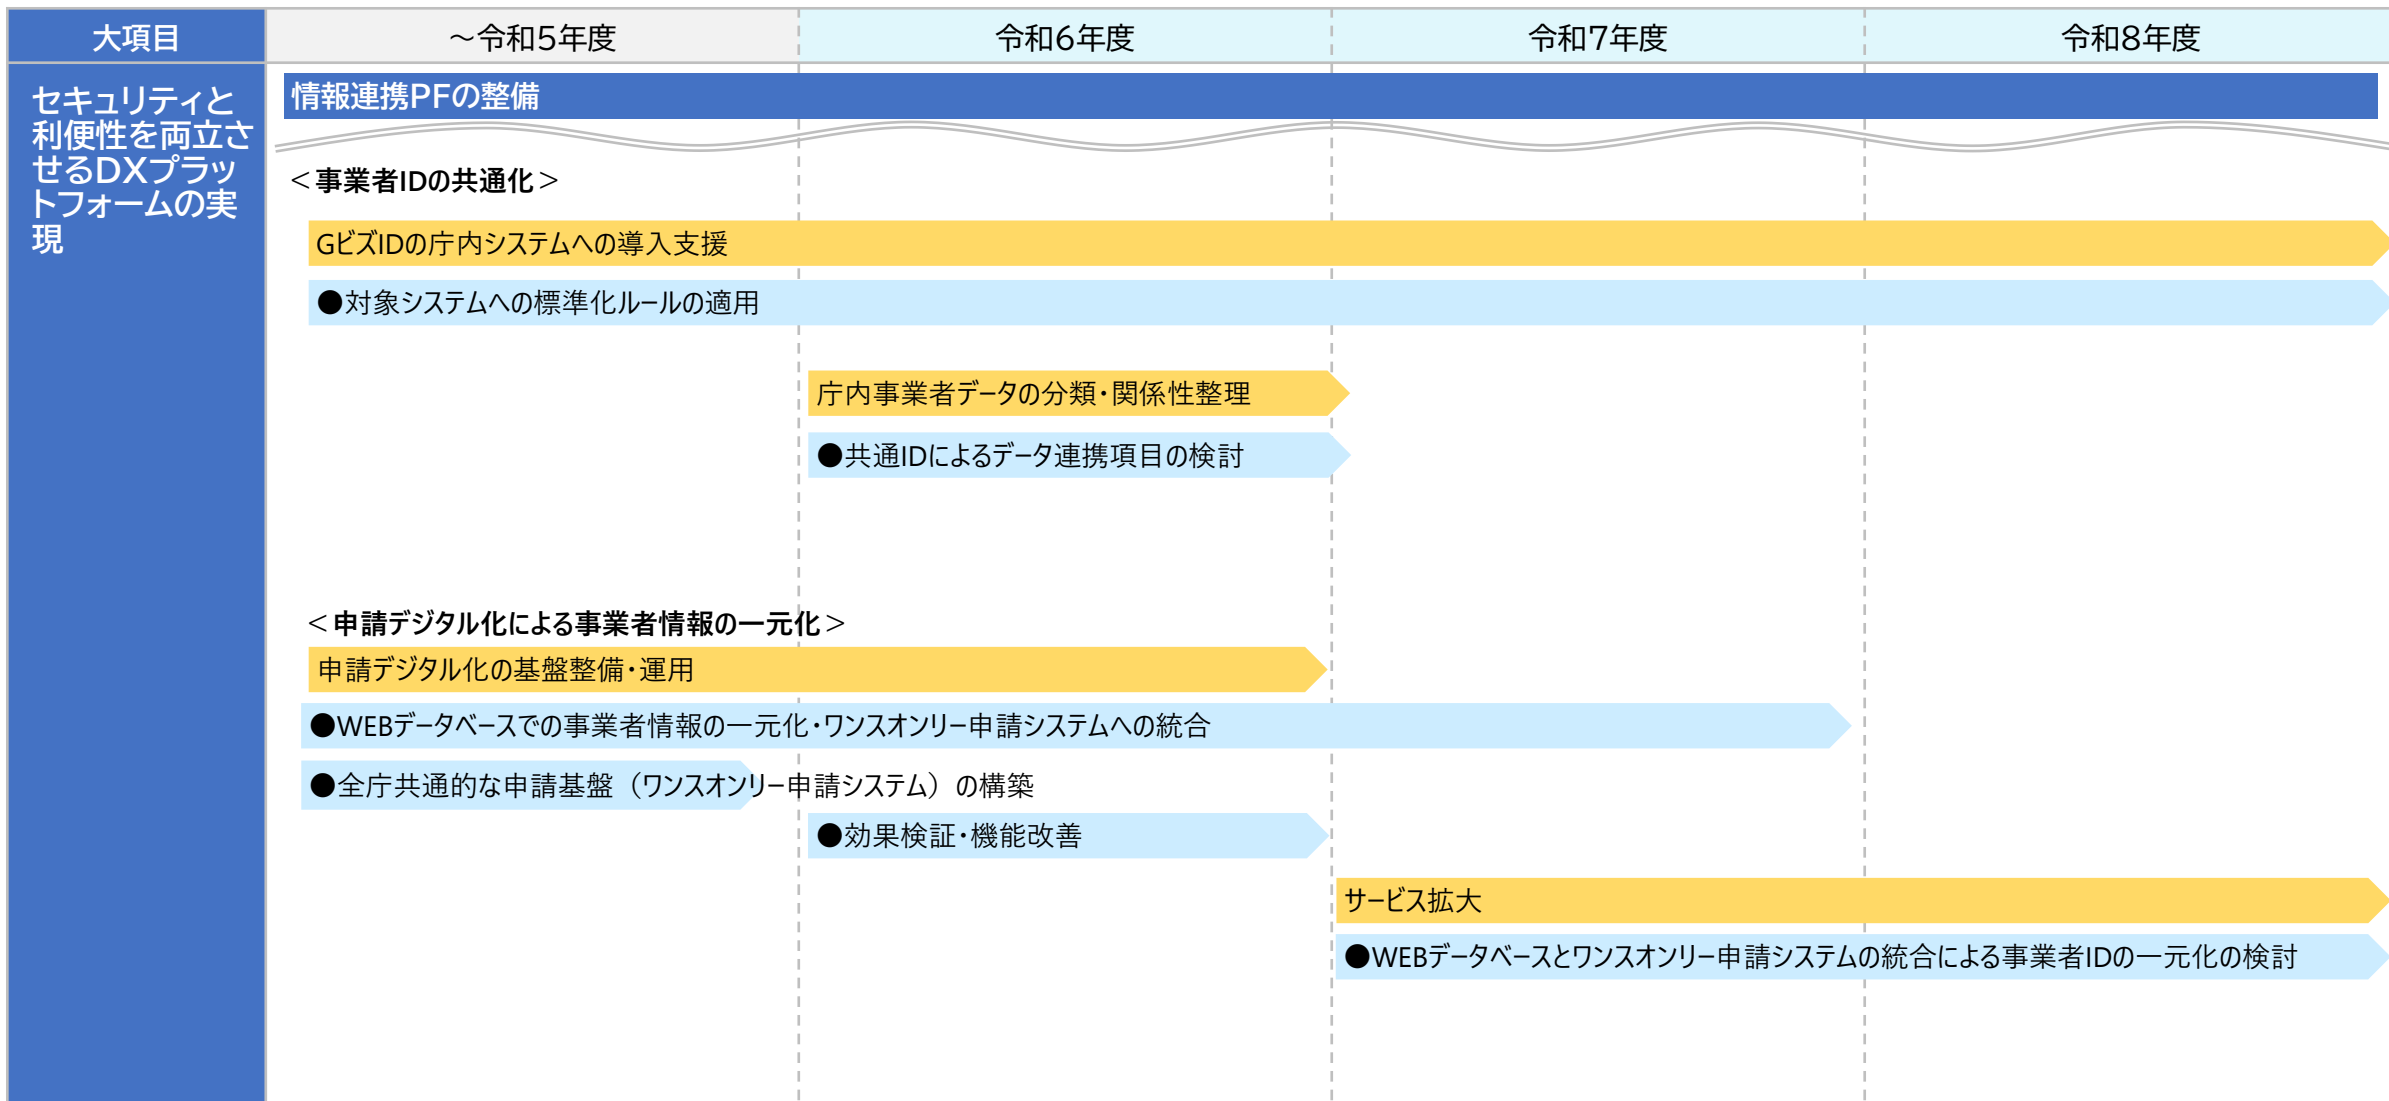 大項目
～令和5年度
令和6年度
令和7年度
令和8年度
セキュリティと
利便性を両立さ
せるDXプラッ
トフォームの実
現
情報連携PFの整備
＜事業者IDの共通化＞
GビズIDの庁内システムへの導入支援
●対象システムへの標準化ルールの適用
庁内事業者データの分類・関係性整理
●共通IDによるデータ連携項目の検討
＜申請デジタル化による事業者情報の一元化＞
申請デジタル化の基盤整備・運用
●WEBデータベースでの事業者情報の一元化・ワンスオンリー申請システムへの統合
●全庁共通的な申請基盤（ワンスオンリー申請システム）の構築
●効果検証・機能改善
サービス拡大
●WEBデータベースとワンスオンリー申請システムの統合による事業者IDの一元化の検討